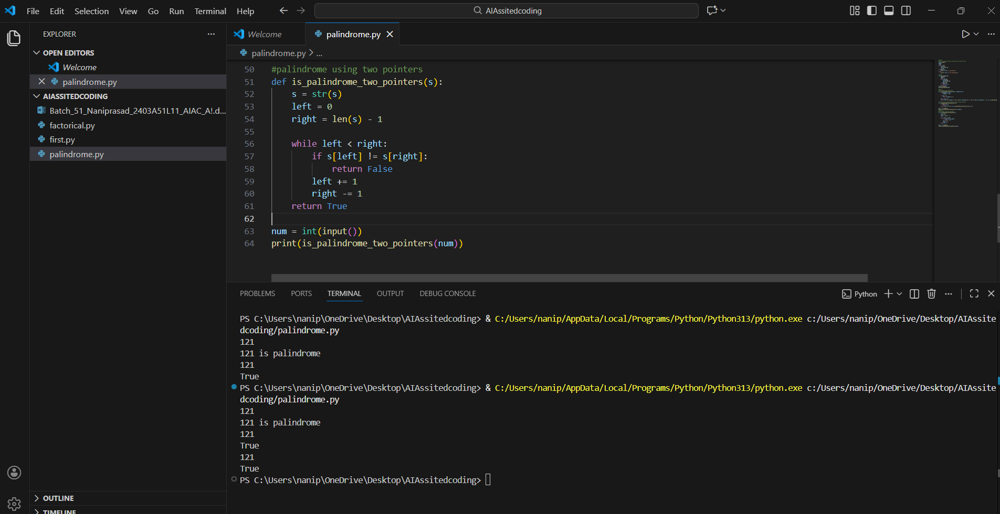 File Edit Selection View Go Run Terminal Help
AIAssitedcoding
EXPLORER
OPEN EDITORS
Welcome
palindrome.py
AIASSITEDCODING
Batch_51_Naniprasad_2403A51L11_AIAC_A!.d...
factorical.py
first.py
palindrome.py
OUTLINE
TIMELINE
Welcome
palindrome.py
palindrome.py > ...
50 #palindrome using two pointers
51 def is_palindrome_two_pointers(s):
52     s = str(s)
53     left = 0
54     right = len(s) - 1
55
56     while left < right:
57         if s[left] != s[right]:
58             return False
59         left += 1
60         right -= 1
61     return True
62
63 num = int(input())
64 print(is_palindrome_two_pointers(num))
PROBLEMS PORTS TERMINAL OUTPUT DEBUG CONSOLE
Python
PS C:\Users\nanip\OneDrive\Desktop\AIAssitedcoding> & C:/Users/nanip/AppData/Local/Programs/Python/Python313/python.exe c:/Users/nanip/OneDrive/Desktop/AIAssite
dcoding/palindrome.py
121
121 is palindrome
121
True
PS C:\Users\nanip\OneDrive\Desktop\AIAssitedcoding> & C:/Users/nanip/AppData/Local/Programs/Python/Python313/python.exe c:/Users/nanip/OneDrive/Desktop/AIAssite
dcoding/palindrome.py
121
121 is palindrome
121
True
121
True
PS C:\Users\nanip\OneDrive\Desktop\AIAssitedcoding>